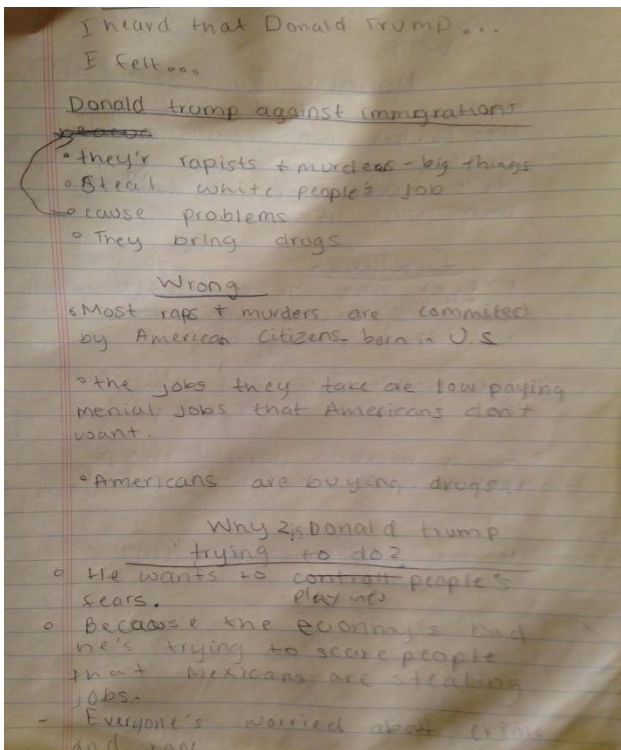 I heard that Donald Trump...
I felt...
Donald trump against immigrations
• they'r rapists + murders - big things
• Steal white people's job
• cause problems
• They bring drugs
Wrong
• Most raps + murders are commited
by American Citizens - born in U S
• the jobs they take are low paying
menial jobs that Americans don't
want.
• Americans are buying drugs.
Why is Donald trump
trying to do?
• He wants to controll people's
fears. play into
• Because the econmy's bad
he's trying to scare people
that Mexicans are stealing
jobs.
- Everyone's worried about crime
and rape